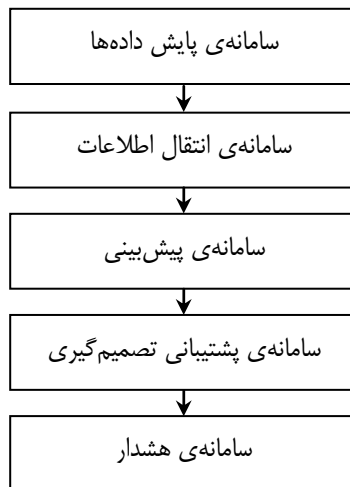 سامانه‌ی پایش داده‌ها
سامانه‌ی انتقال اطلاعات
سامانه‌ی پیش‌بینی
سامانه‌ی پشتیبانی تصمیم‌گیری
سامانه‌ی هشدار